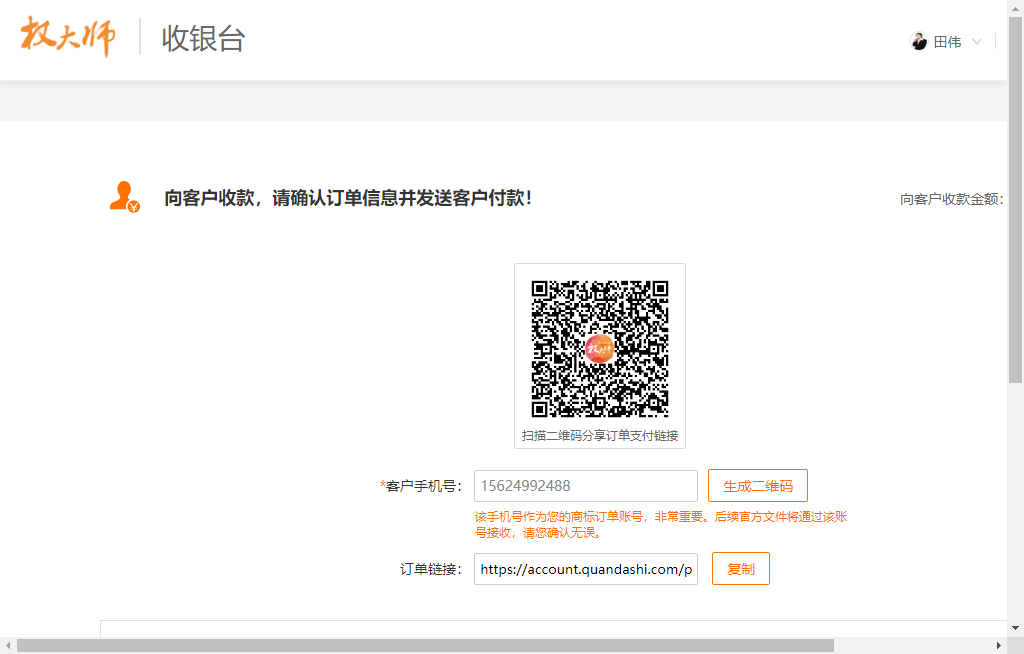 权大师
收银台
田伟
向客户收款，请确认订单信息并发送客户付款！
向客户收款金额：
权大师
扫描二维码分享订单支付链接
*客户手机号：
15624992488
生成二维码
该手机号作为您的商标订单账号，非常重要。后续官方文件将通过该账
号接收，请您确认无误。
订单链接：
https://account.quandashi.com/p
复制